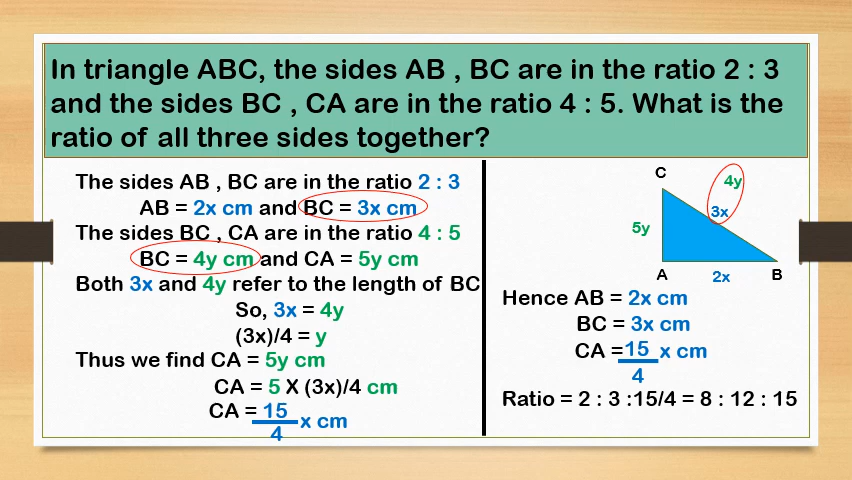 In triangle ABC, the sides AB , BC are in the ratio 2 : 3
and the sides BC , CA are in the ratio 4 : 5. What is the
ratio of all three sides together?
The sides AB , BC are in the ratio 2 : 3
AB = 2x cm and BC = 3x cm
The sides BC , CA are in the ratio 4 : 5
BC = 4y cm and CA = 5y cm
Both 3x and 4y refer to the length of BC
So, 3x = 4y
(3x)/4 = y
Thus we find CA = 5y cm
CA = 5 X (3x)/4 cm
CA = 15 x cm
4
C
4y
3x
5y
A
2x
B
Hence AB = 2x cm
BC = 3x cm
CA = 15 x cm
4
Ratio = 2 : 3 :15/4 = 8 : 12 : 15